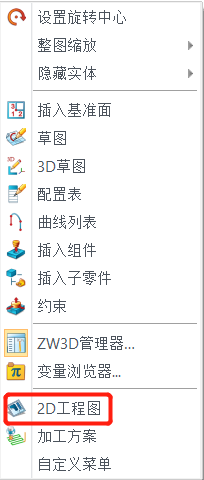 设置旋转中心
整图缩放
隐藏实体
插入基准面
草图
3D草图
配置表
曲线列表
插入组件
插入子零件
约束
ZW3D管理器...
变量浏览器...
2D工程图
加工方案
自定义菜单